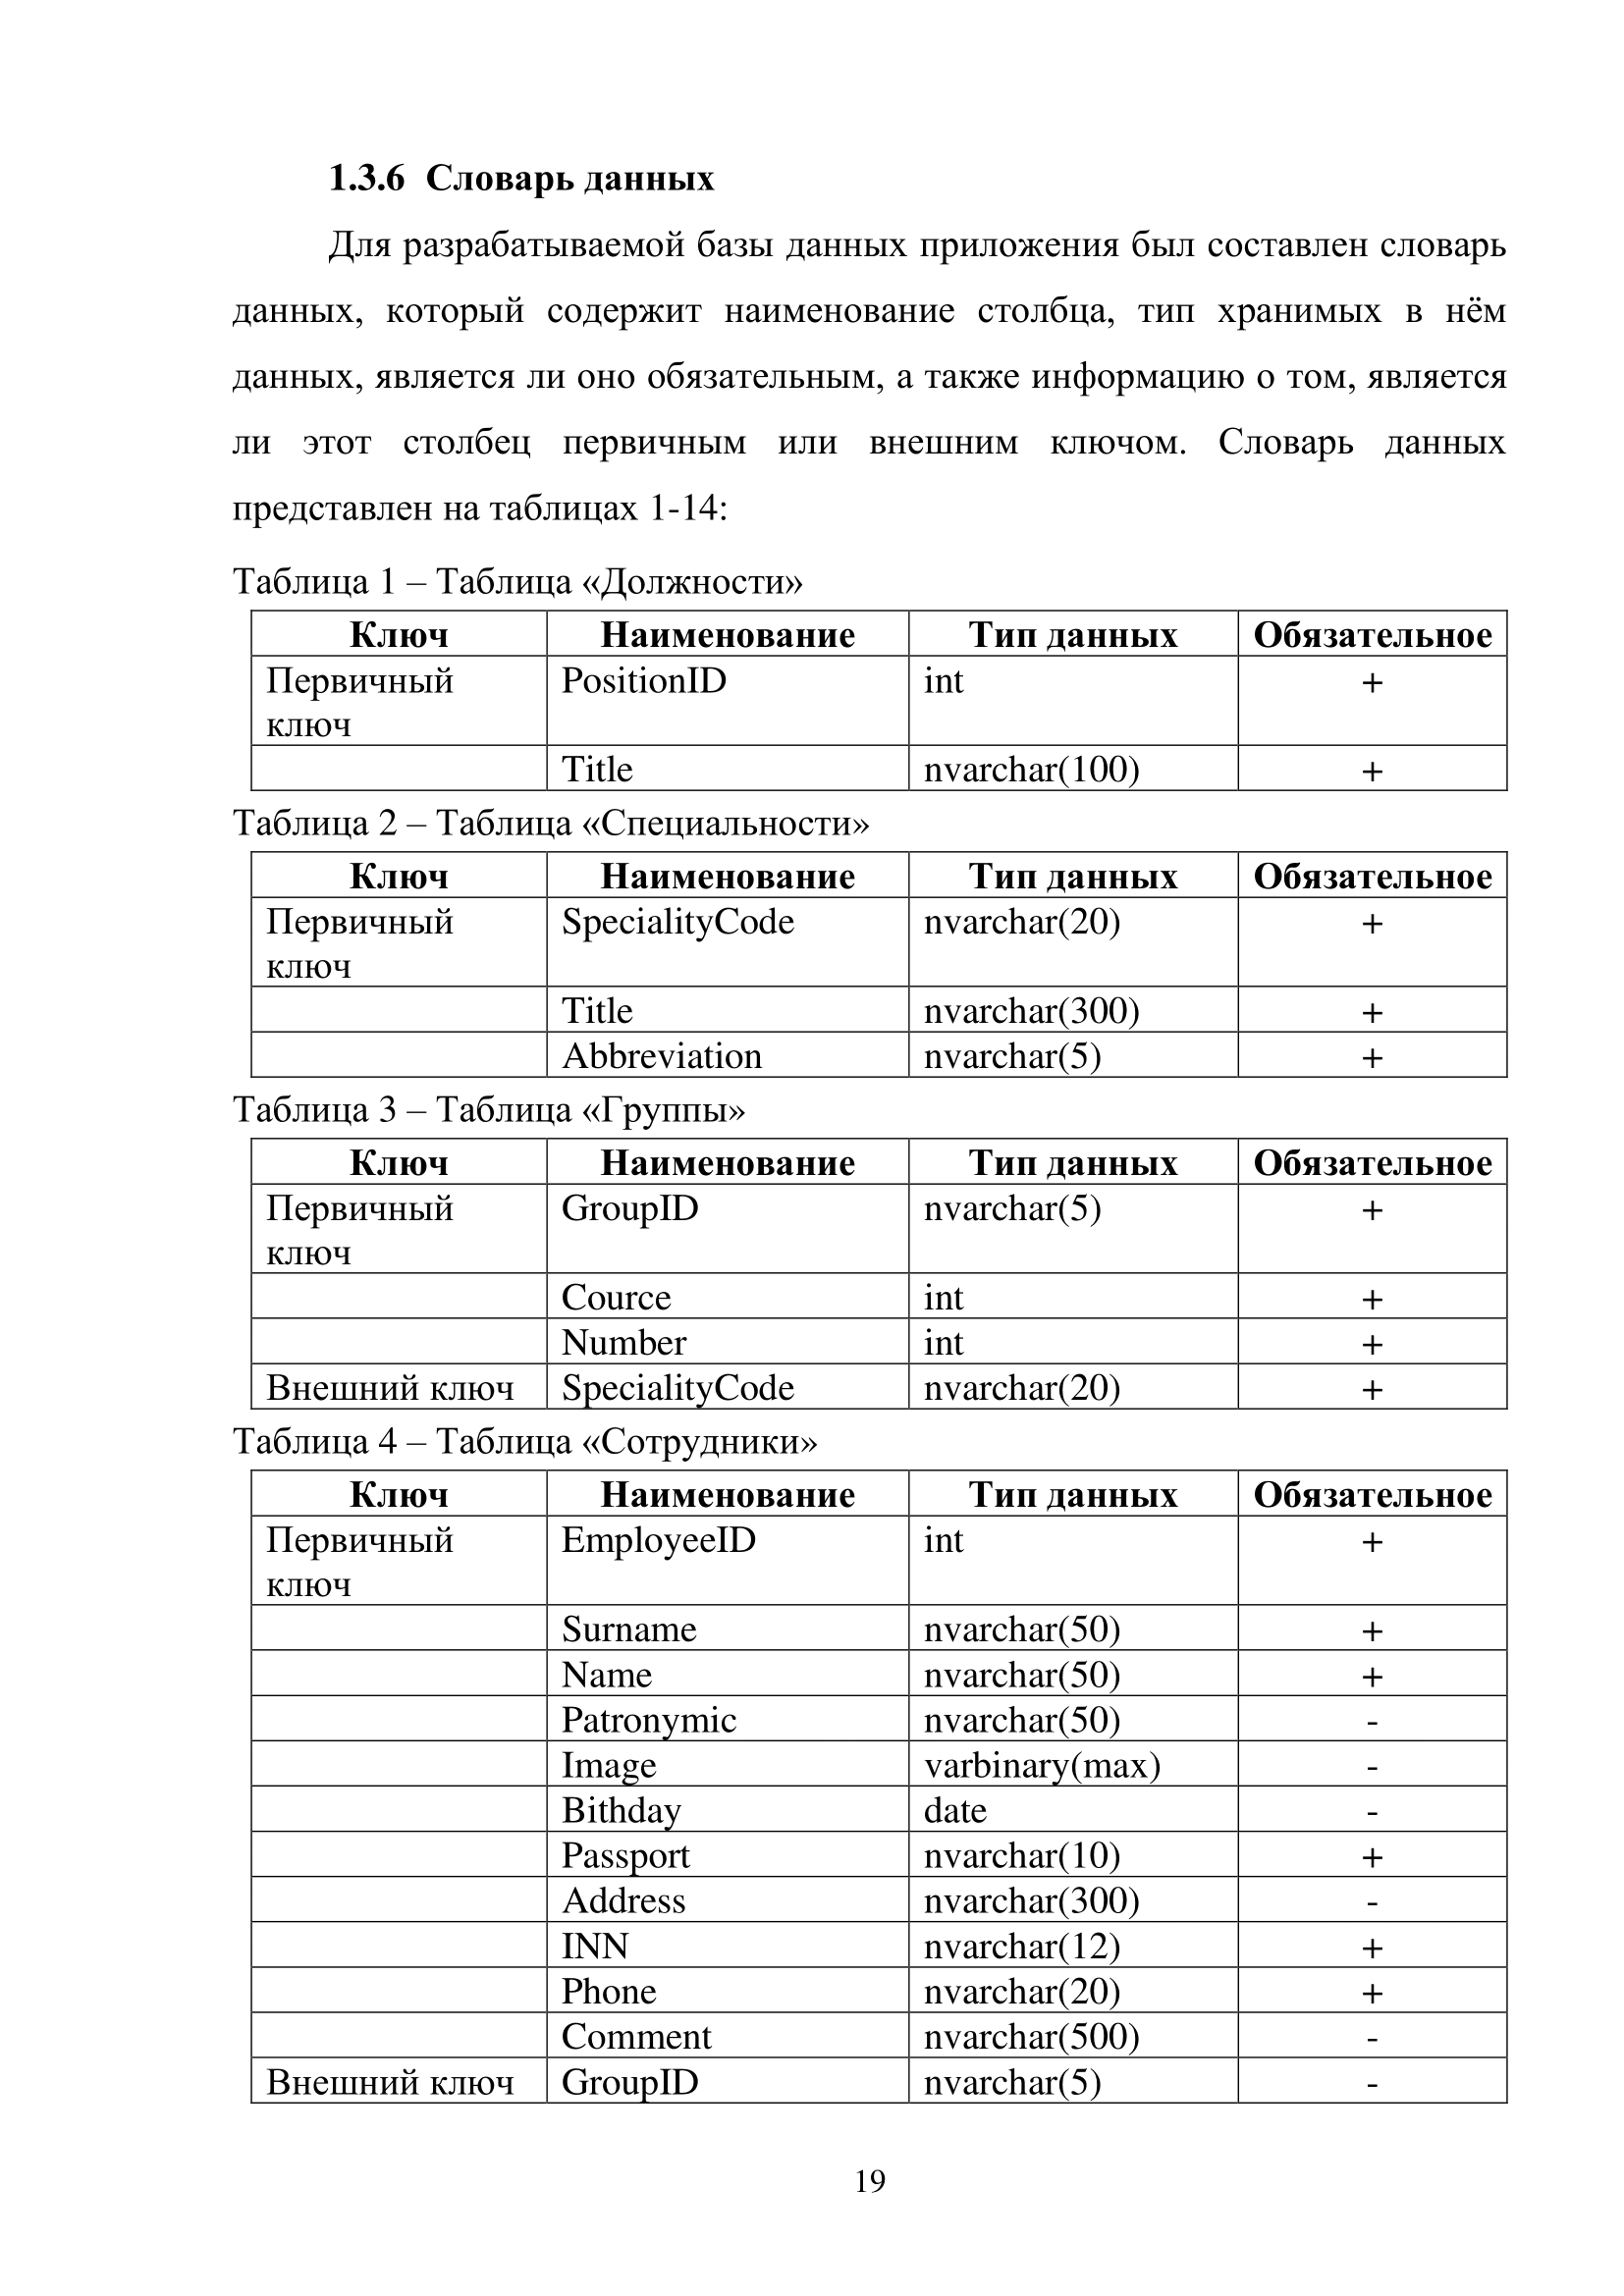 1.3.6 Словарь данных
Для разрабатываемой базы данных приложения был составлен словарь
данных, который содержит наименование столбца, тип хранимых в нём
данных, является ли оно обязательным, а также информацию о том, является
ли этот столбец первичным или внешним ключом. Словарь данных
представлен на таблицах 1-14:
Таблица 1 – Таблица «Должности»
Ключ Наименование Тип данных Обязательное
Первичный PositionID int +
ключ
Title nvarchar(100) +
Таблица 2 – Таблица «Специальности»
Ключ Наименование Тип данных Обязательное
Первичный SpecialityCode nvarchar(20) +
ключ
Title nvarchar(300) +
Abbreviation nvarchar(5) +
Таблица 3 – Таблица «Группы»
Ключ Наименование Тип данных Обязательное
Первичный GroupID nvarchar(5) +
ключ
Cource int +
Number int +
Внешний ключ SpecialityCode nvarchar(20) +
Таблица 4 – Таблица «Сотрудники»
Ключ Наименование Тип данных Обязательное
Первичный EmployeeID int +
ключ
Surname nvarchar(50) +
Name nvarchar(50) +
Patronymic nvarchar(50) -
Image varbinary(max) -
Bithday date -
Passport nvarchar(10) +
Address nvarchar(300) -
INN nvarchar(12) +
Phone nvarchar(20) +
Comment nvarchar(500) -
Внешний ключ GroupID nvarchar(5) -
19